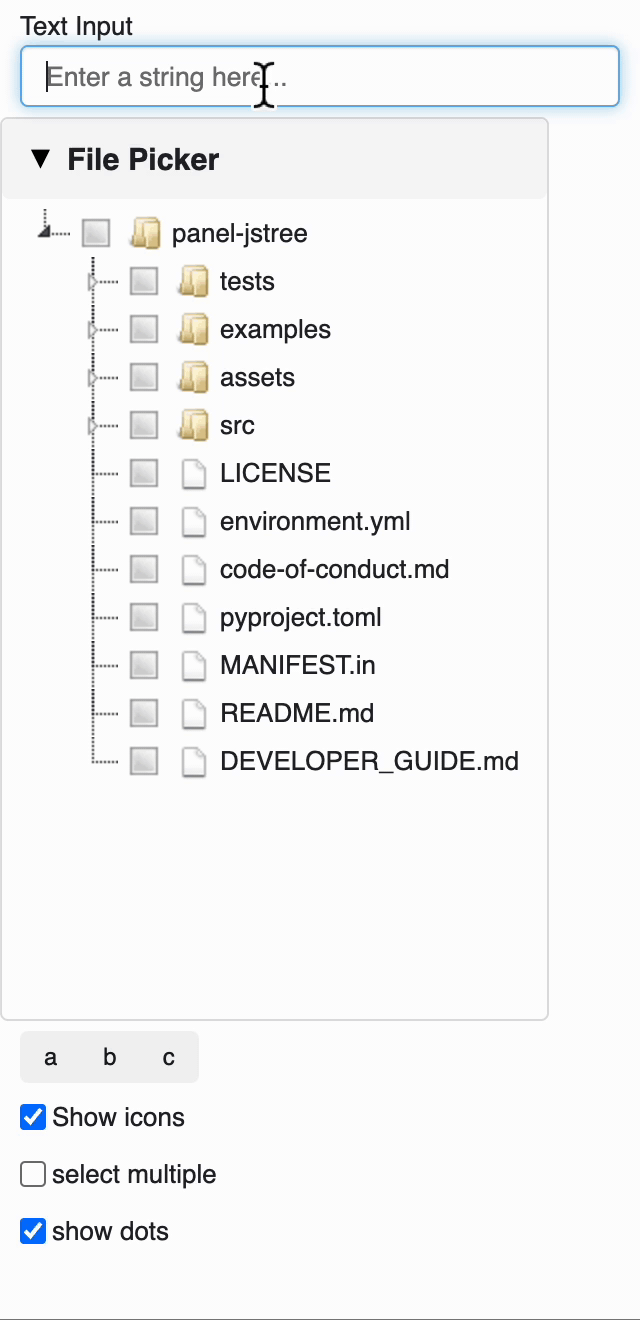 Text Input
Enter a string here...
▼ File Picker
panel-jstree
tests
examples
assets
src
LICENSE
environment.yml
code-of-conduct.md
pyproject.toml
MANIFEST.in
README.md
DEVELOPER_GUIDE.md
a b c
Show icons
select multiple
show dots